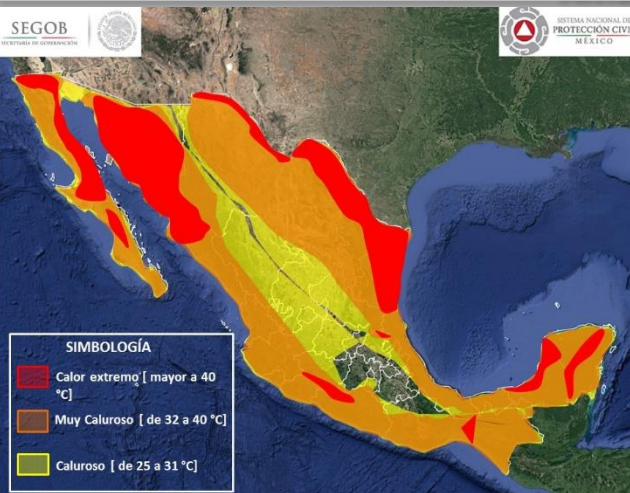 SEGOB
SECRETARÍA DE GOBERNACIÓN
SISTEMA NACIONAL DE
PROTECCIÓN CIVI
MÉXICO
SIMBOLOGÍA
Calor extremo [ mayor a 40
°C]
Muy Caluroso [ de 32 a 40 °C]
Caluroso [ de 25 a 31 °C]